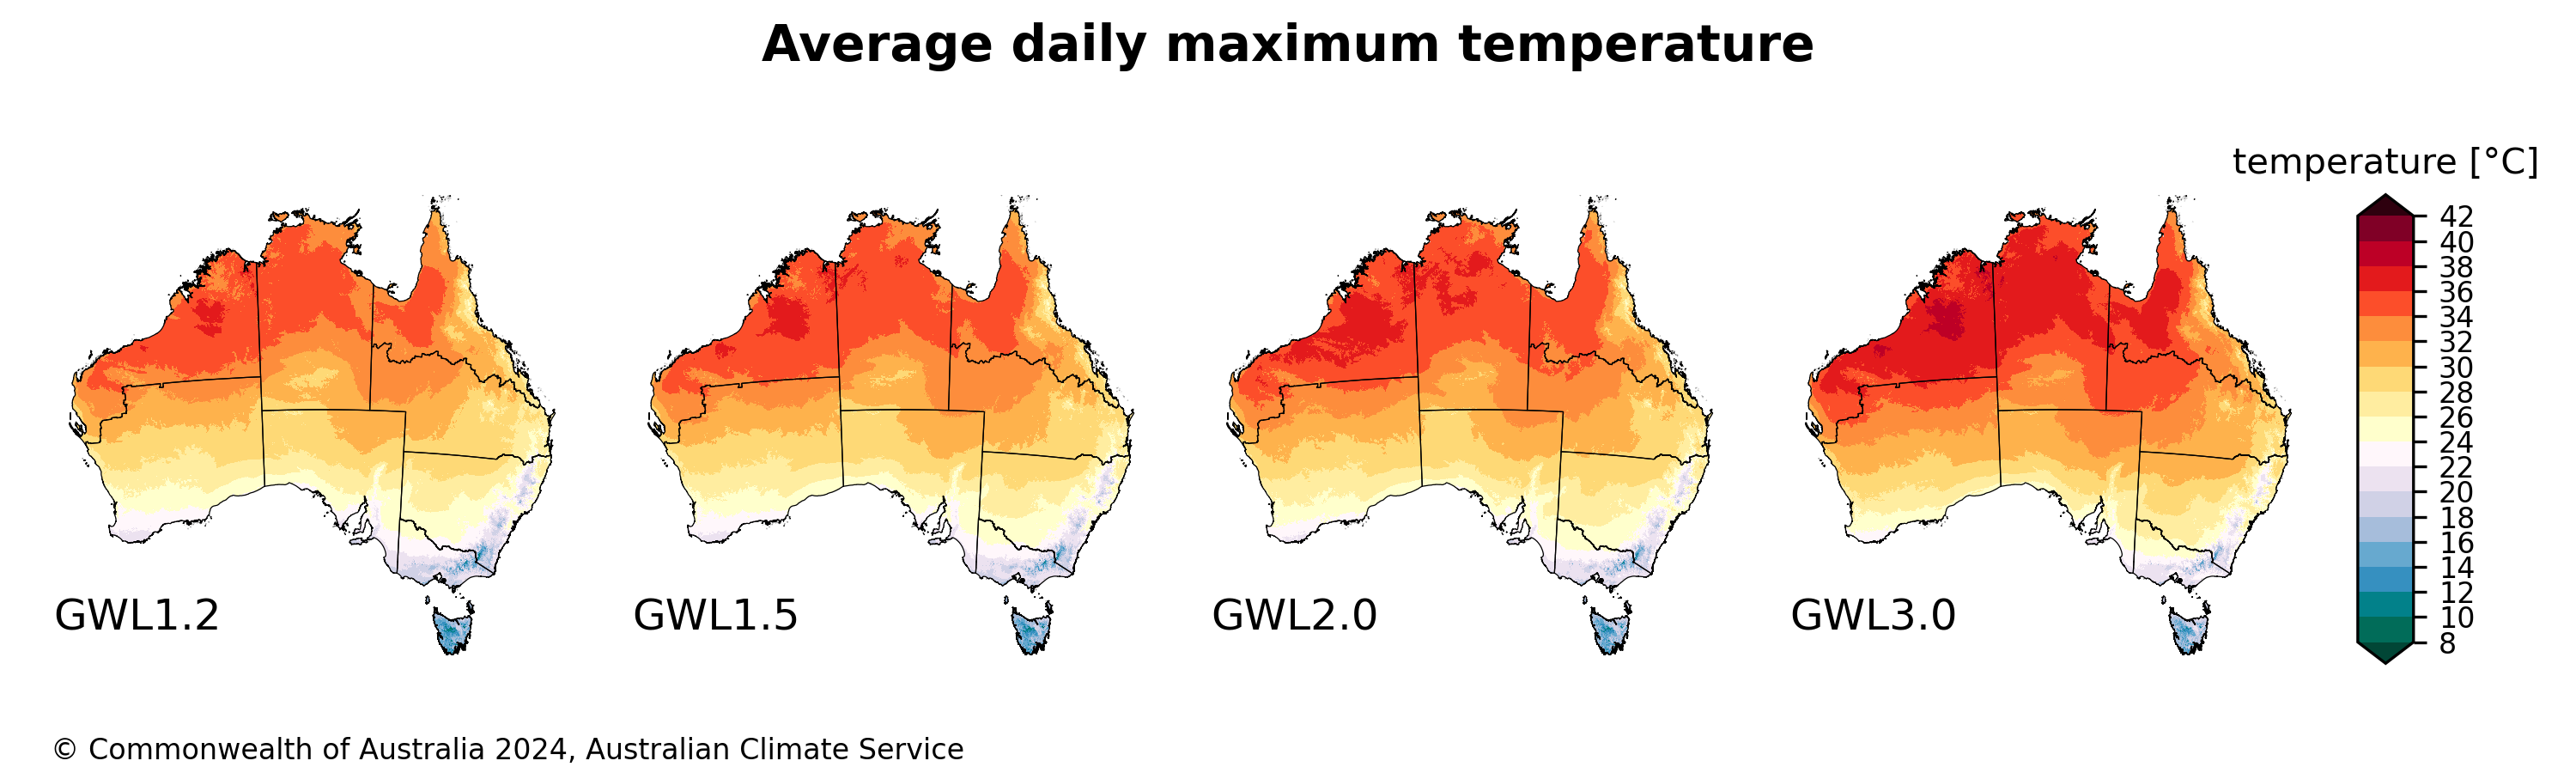 Average daily maximum temperature
temperature [°C]
42
40
38
36
34
32
30
28
26
24
22
20
18
16
14
12
10
8
GWL1.2
GWL1.5
GWL2.0
GWL3.0
© Commonwealth of Australia 2024, Australian Climate Service